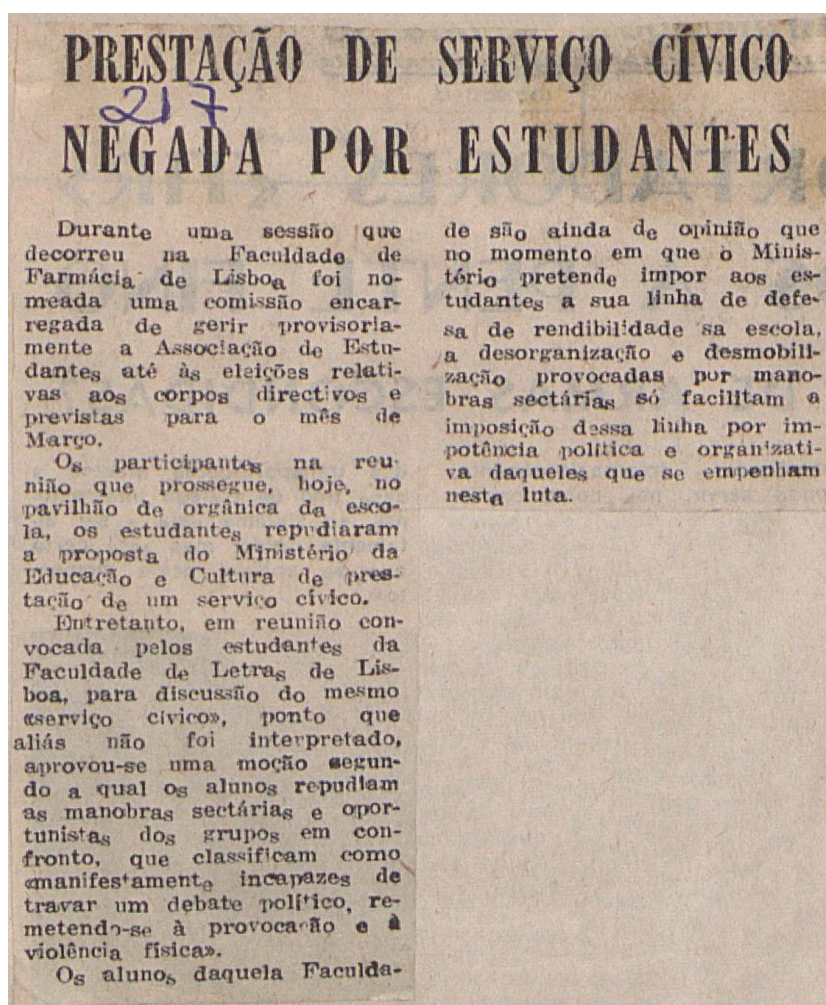 PRESTAÇÃO DE SERVIÇO CÍVICO
217
NEGADA POR ESTUDANTES
Durante uma sessão que
decorreu na Faculdade de
Farmácia de Lisboa foi no-
meada uma comissão encar-
regada de gerir provisoria-
mente a Associação de Estu-
dantes até às eleições relati-
vas aos corpos directivos e
previstas para o mês de
Março.
Os participantes na reu-
nião que prossegue, hoje, no
pavilhão de orgânica da esco-
la, os estudantes repudiaram
a proposta do Ministério da
Educação e Cultura de pres-
tação de um serviço cívico.
Entretanto, em reunião con-
vocada pelos estudantes da
Faculdade de Letras de Lis-
boa, para discussão do mesmo
«serviço cívico», ponto que
aliás não foi interpretado,
aprovou-se uma moção segun-
do a qual os alunos repudiam
as manobras sectárias e opor-
tunistas dos grupos em con-
fronto, que classificam como
«manifestamente incapazes de
travar um debate político, re-
metendo-se à provocação e à
violência física».
Os alunos daquela Faculda-
de são ainda de opinião que
no momento em que o Minis-
tério pretende impor aos es-
tudantes a sua linha de defe-
sa de rendibilidade sa escola,
a desorganização e desmobili-
zação provocadas por mano-
bras sectárias só facilitam a
imposição dessa linha por im-
potência política e organizati-
va daqueles que se empenham
nesta luta.